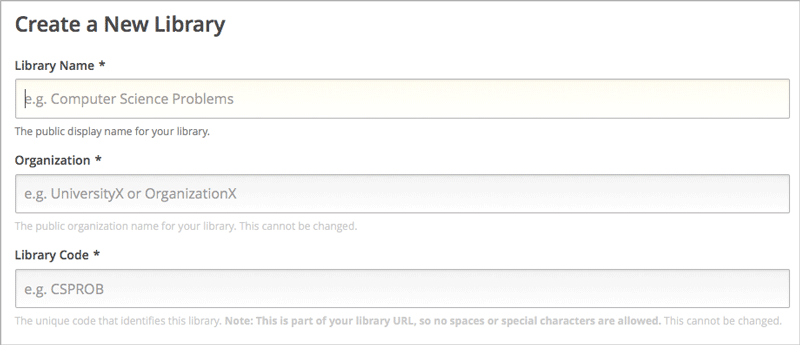 Create a New Library
Library Name *
e.g. Computer Science Problems
The public display name for your library.
Organization *
e.g. UniversityX or OrganizationX
The public organization name for your library. This cannot be changed.
Library Code *
e.g. CSPROB
The unique code that identifies this library. Note: This is part of your library URL, so no spaces or special characters are allowed. This cannot be changed.